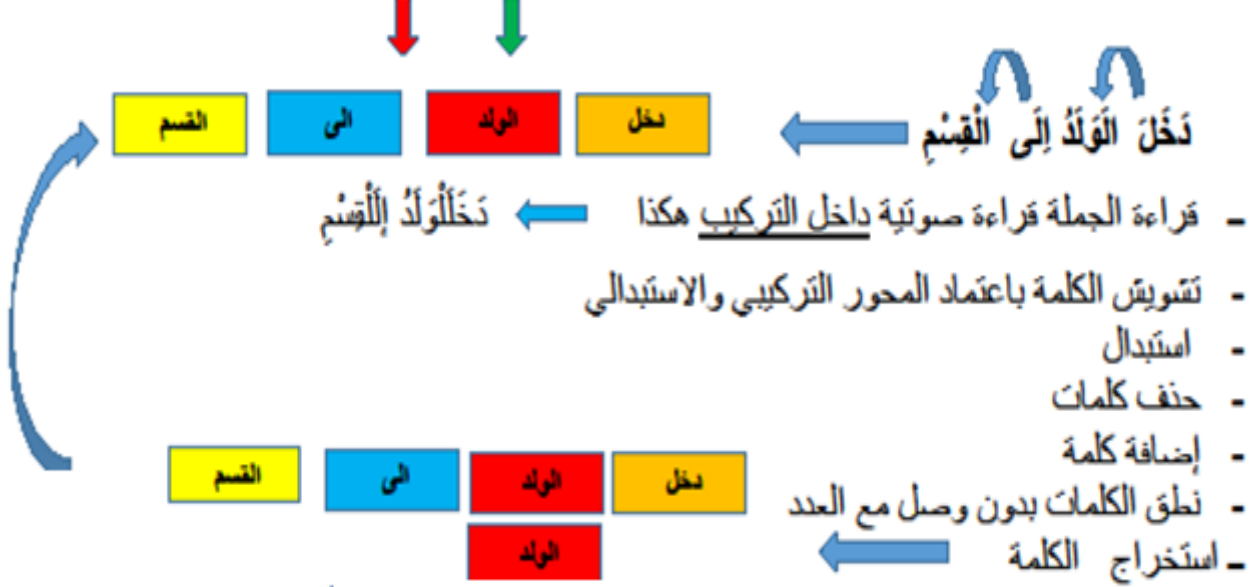 دَخَلَ الَوَلَدُ اِلَى الْقِسْمِ دخل الولد الى القسم
- قراءة الجملة قراءة صوتية داخل التركيب هكذا دَخَلَلْوَلَدُ إِلَلْقِسْمِ
- تشويش الكلمة باعتماد المحور التركيبي والاستبدالي
- استبدال
- حذف كلمات
- إضافة كلمة
دخل الولد الى القسم
- نطق الكلمات بدون وصل مع العدد
- استخراج الكلمة الولد